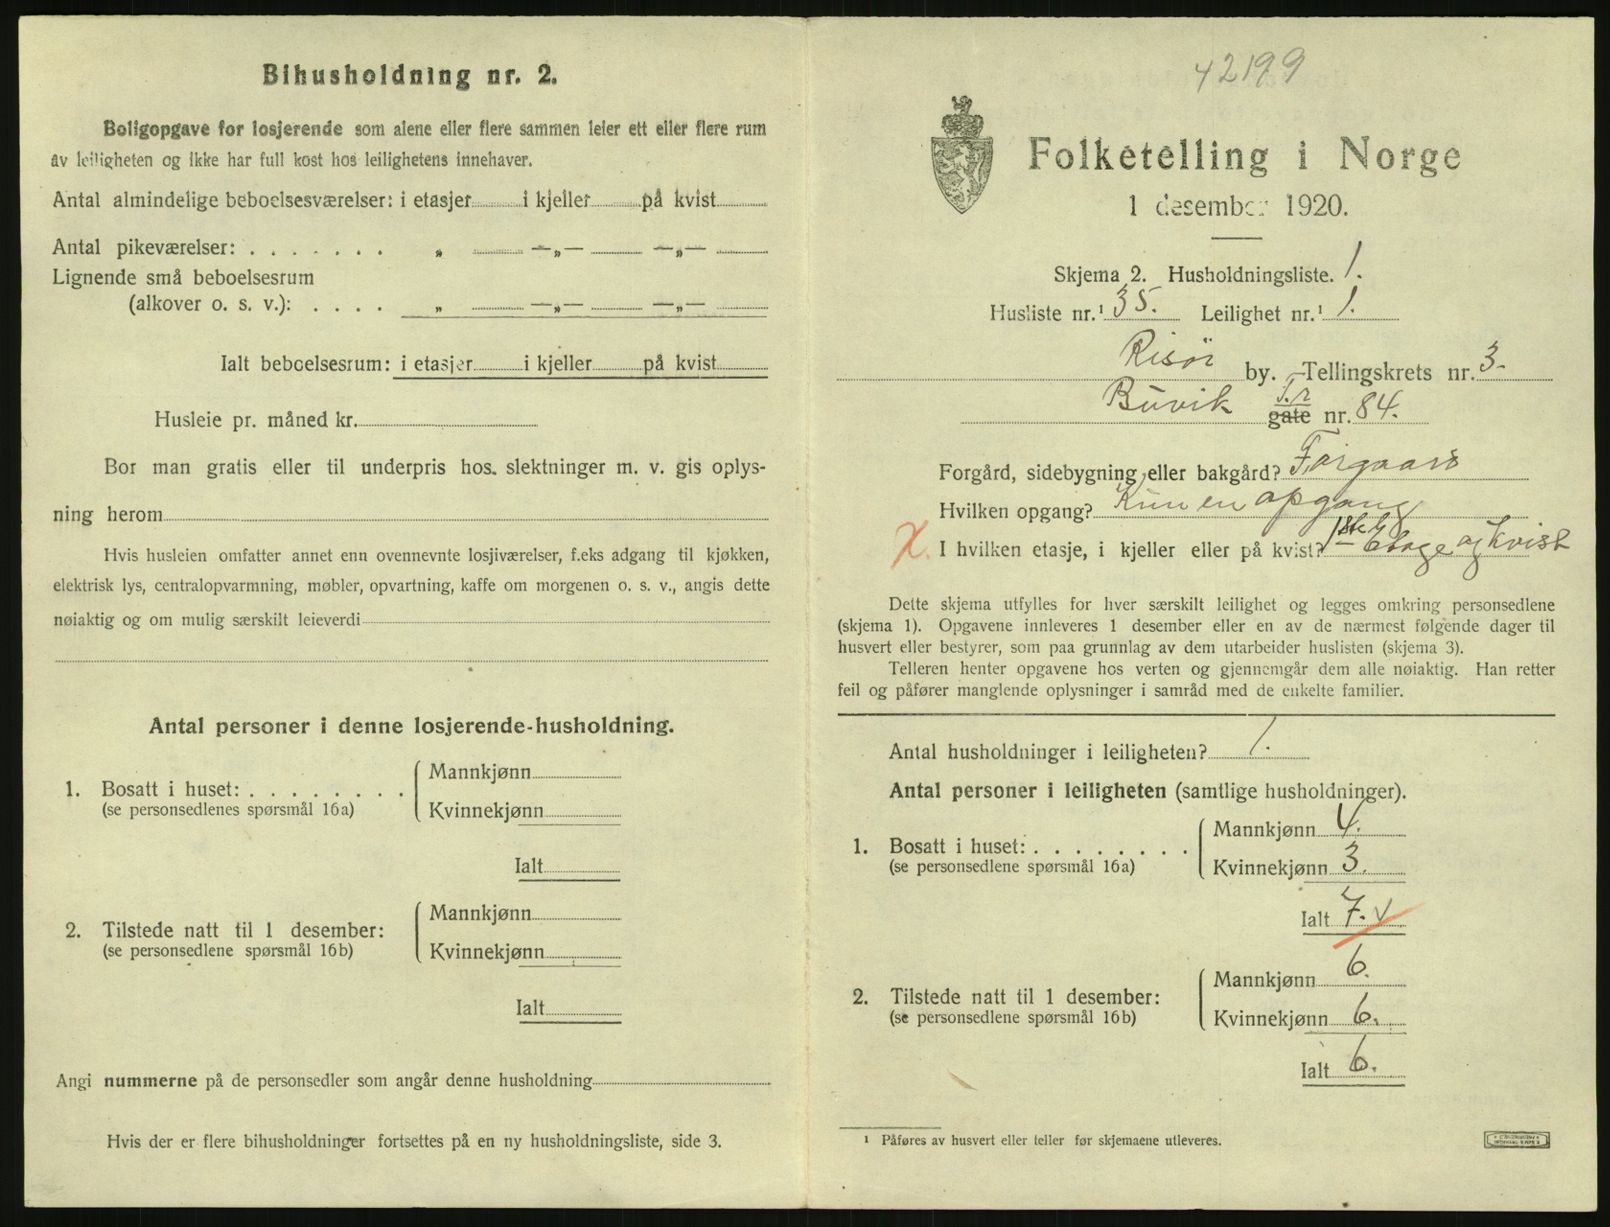 Bihusholdning nr. 2.
Boligopgave for losjerende som alene eller flere sammen leier ett eller flere rum
av leiligheten og ikke har full kost hos leilighetens innehaver.
Antal almindelige beboelsesværelser: i etasjer i kjeller på kvist
Antal pikeværelser: . . . . . . . „ —„— —„—
Lignende små beboelsesrum
(alkover o. s. v.): . . . . „ —„— —„—
Ialt beboelsesrum: i etasjer i kjeller på kvist
Husleie pr. måned kr.
Bor man gratis eller til underpris hos slektninger m. v. gis oplys-
ning herom
Hvis husleien omfatter annet enn ovennevnte losjiværelser, f.eks adgang til kjøkken,
elektrisk lys, centralopvarmning, møbler, opvartning, kaffe om morgenen o. s. v., angis dette
nøiaktig og om mulig særskilt leieverdi
Antal personer i denne losjerende-husholdning.
1. Bosatt i huset: . . . . . . . .
(se personsedlenes spørsmål 16a)
Mannkjønn
Kvinnekjønn
Ialt
2. Tilstede natt til 1 desember:
(se personsedlene spørsmål 16b)
Mannkjønn
Kvinnekjønn
Ialt
Angi nummerne på de personsedler som angår denne husholdning
Hvis der er flere bihusholdninger fortsettes på en ny husholdningsliste, side 3.
42199
Folketelling i Norge
1 desember 1920.
Skjema 2. Husholdningsliste. 1.
Husliste nr.¹ 35. Leilighet nr.¹ 1.
Risör by. Tellingskrets nr. 3.
Buvik gate nr. 84.
Forgård, sidebygning eller bakgård? Forgaard
Hvilken opgang? Kun en opgang
X. I hvilken etasje, i kjeller eller på kvist? 1ste Etage og kvist
Dette skjema utfylles for hver særskilt leilighet og legges omkring personsedlene
(skjema 1). Opgavene innleveres 1 desember eller en av de nærmest følgende dager til
husvert eller bestyrer, som paa grunnlag av dem utarbeider huslisten (skjema 3).
Telleren henter opgavene hos verten og gjennemgår dem alle nøiaktig. Han retter
feil og påfører manglende oplysninger i samråd med de enkelte familier.
Antal husholdninger i leiligheten? 1.
Antal personer i leiligheten (samtlige husholdninger).
1. Bosatt i huset: . . . . . . . .
(se personsedlene spørsmål 16a)
Mannkjønn 4.
Kvinnekjønn 3.
Ialt 7. v
2. Tilstede natt til 1 desember:
(se personsedlene spørsmål 16b)
Mannkjønn 6.
Kvinnekjønn 6.
Ialt 6.
¹ Påføres av husvert eller teller før skjemaene utleveres.